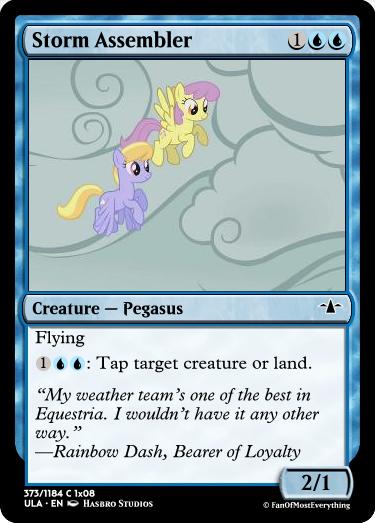 Storm Assembler 1
Creature — Pegasus
Flying
1: Tap target creature or land.
“My weather team’s one of the best in
Equestria. I wouldn’t have it any other
way.”
—Rainbow Dash, Bearer of Loyalty
2/1
373/1184 C 1x08
ULA • EN Hasbro Studios
© FanOfMostEverything